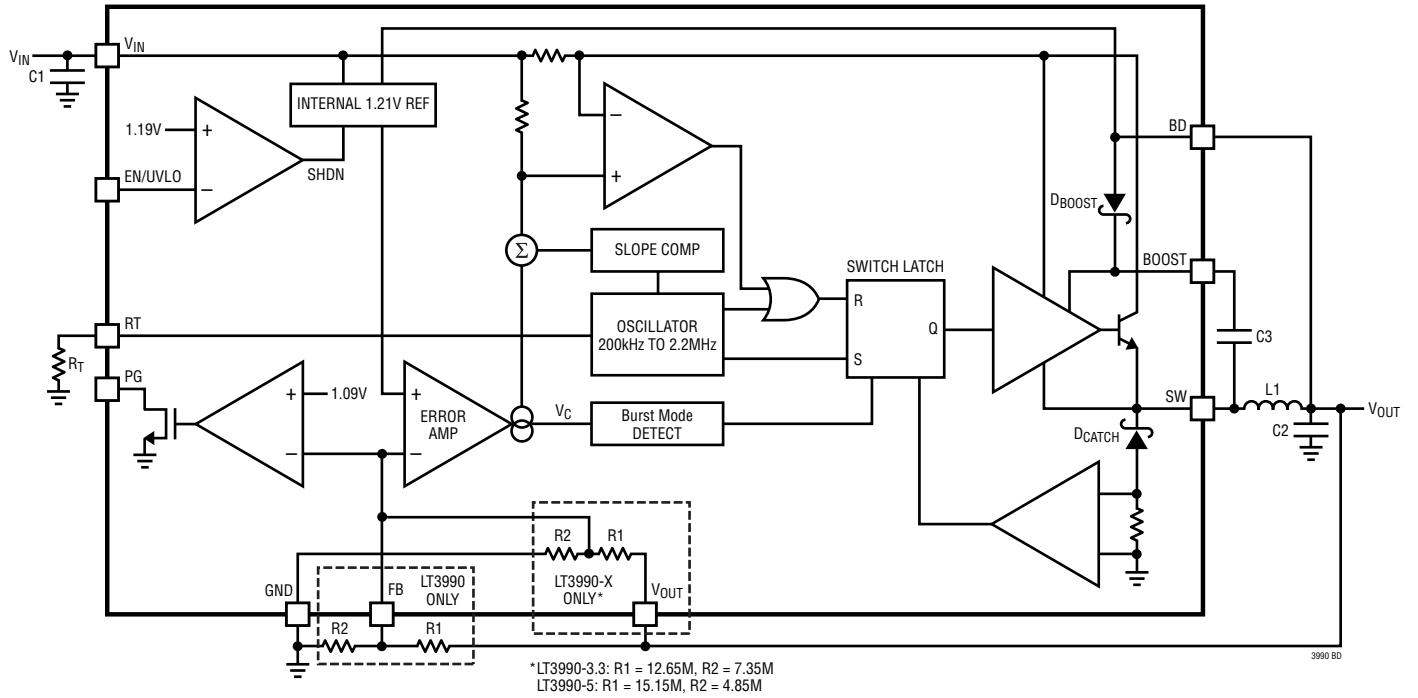 VIN
C1
VIN
1.19V
+
EN/UVLO
−
SHDN
INTERNAL 1.21V REF
−
+
Σ
SLOPE COMP
OSCILLATOR
200kHz TO 2.2MHz
SWITCH LATCH
R
Q
S
BD
DBOOST
BOOST
C3
SW
L1
VOUT
C2
DCATCH
RT
RT
PG
+
1.09V
−
+
ERROR
AMP
−
VC
Burst Mode
DETECT
R2
R1
LT3990-X
ONLY*
VOUT
GND
LT3990
ONLY
FB
R2
R1
*LT3990-3.3: R1 = 12.65M, R2 = 7.35M
LT3990-5: R1 = 15.15M, R2 = 4.85M
3990 BD